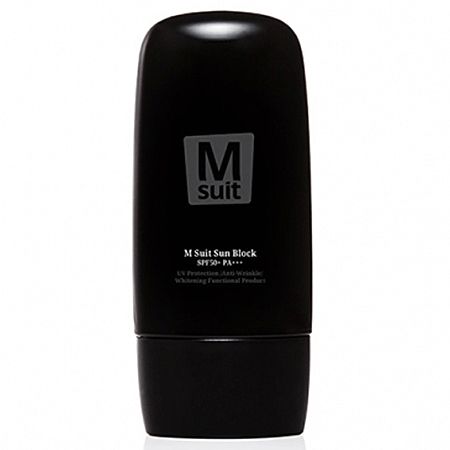 M
suit
M Suit Sun Block
SPF50+ PA+++
UV Protection /Anti-Wrinkle/
Whitening Functional Product